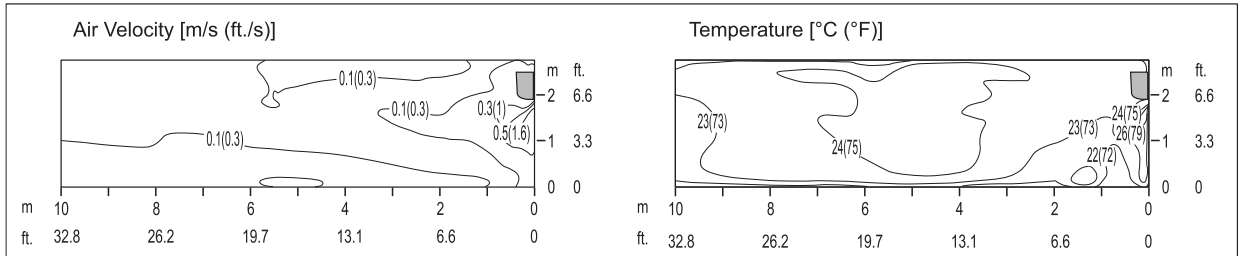 Air Velocity [m/s (ft./s)]
0.1(0.3)
0.1(0.3)
0.1(0.3)
0.3(1)
0.5(1.6)
m ft.
2 6.6
1 3.3
0 0
m 10 8 6 4 2 0
ft. 32.8 26.2 19.7 13.1 6.6 0
Temperature [°C (°F)]
23(73)
24(75)
23(73)
24(75)
26(79)
22(72)
m ft.
2 6.6
1 3.3
0 0
m 10 8 6 4 2 0
ft. 32.8 26.2 19.7 13.1 6.6 0